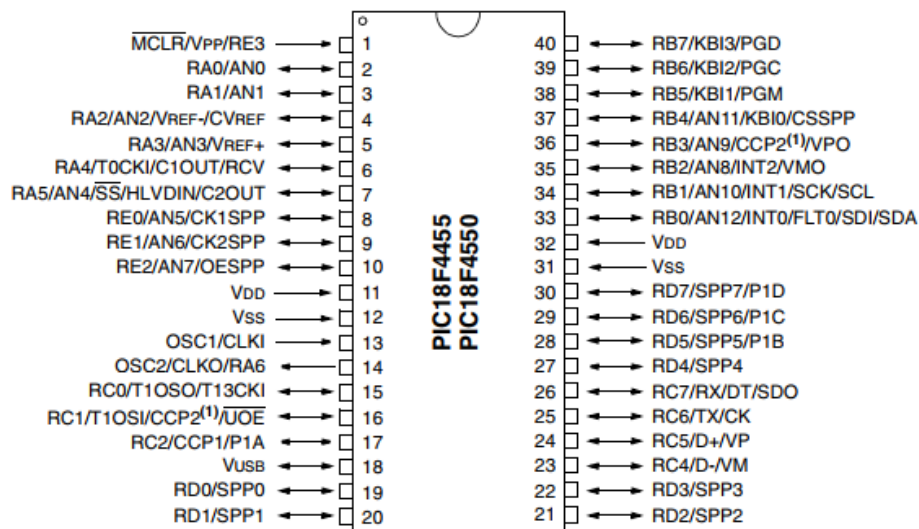 MCLR/VPP/RE3 1 40 RB7/KBI3/PGD
RA0/AN0 2 39 RB6/KBI2/PGC
RA1/AN1 3 38 RB5/KBI1/PGM
RA2/AN2/VREF-/CVREF 4 37 RB4/AN11/KBI0/CSSPP
RA3/AN3/VREF+ 5 36 RB3/AN9/CCP2(1)/VPO
RA4/T0CKI/C1OUT/RCV 6 35 RB2/AN8/INT2/VMO
RA5/AN4/SS/HLVDIN/C2OUT 7 34 RB1/AN10/INT1/SCK/SCL
RE0/AN5/CK1SPP 8 33 RB0/AN12/INT0/FLT0/SDI/SDA
RE1/AN6/CK2SPP 9 32 VDD
RE2/AN7/OESPP 10 31 VSS
VDD 11 30 RD7/SPP7/P1D
VSS 12 29 RD6/SPP6/P1C
OSC1/CLKI 13 28 RD5/SPP5/P1B
OSC2/CLKO/RA6 14 27 RD4/SPP4
RC0/T1OSO/T13CKI 15 26 RC7/RX/DT/SDO
RC1/T1OSI/CCP2(1)/UOE 16 25 RC6/TX/CK
RC2/CCP1/P1A 17 24 RC5/D+/VP
VUSB 18 23 RC4/D-/VM
RD0/SPP0 19 22 RD3/SPP3
RD1/SPP1 20 21 RD2/SPP2
PIC18F4455
PIC18F4550